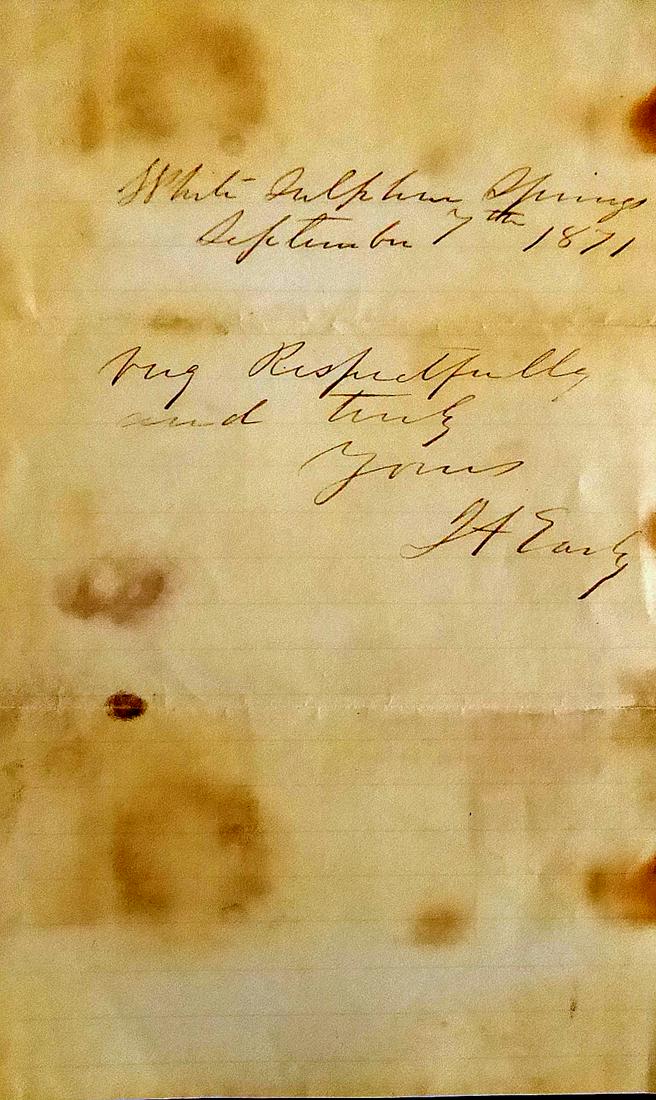 White Sulphur Springs
September 7th 1871
Very Respectfully
and truly
Yours
J A Early